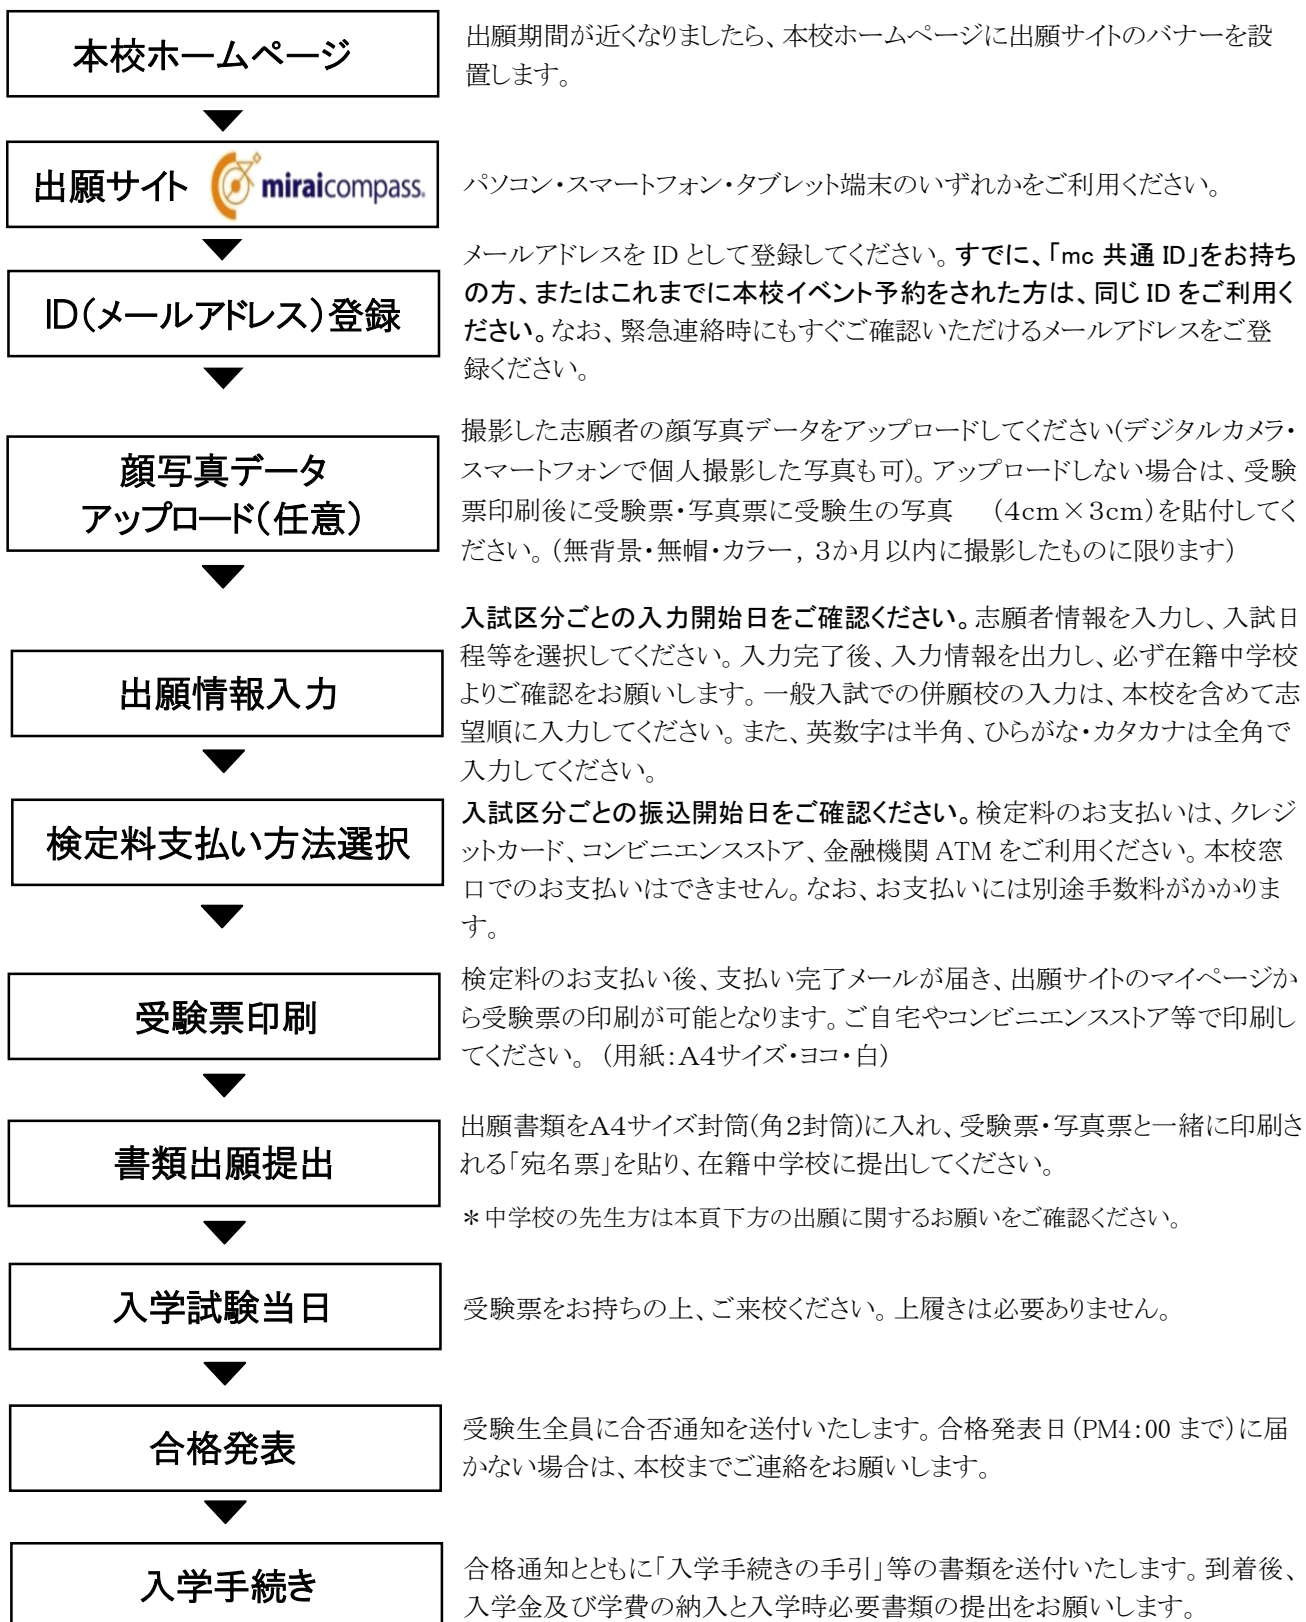 本校ホームページ
出願期間が近くなりましたら、本校ホームページに出願サイトのバナーを設
置します。
出願サイト miraicompass.
パソコン・スマートフォン・タブレット端末のいずれかをご利用ください。
ID(メールアドレス)登録
メールアドレスを ID として登録してください。すでに、「mc 共通 ID」をお持ち
の方、またはこれまでに本校イベント予約をされた方は、同じ ID をご利用く
ださい。なお、緊急連絡時にもすぐご確認いただけるメールアドレスをご登
録ください。
顔写真データ
アップロード(任意)
撮影した志願者の顔写真データをアップロードしてください(デジタルカメラ・
スマートフォンで個人撮影した写真も可)。アップロードしない場合は、受験
票印刷後に受験票・写真票に受験生の写真　(4cm×3cm)を貼付してく
ださい。(無背景・無帽・カラー, 3か月以内に撮影したものに限ります)
出願情報入力
入試区分ごとの入力開始日をご確認ください。志願者情報を入力し、入試日
程等を選択してください。入力完了後、入力情報を出力し、必ず在籍中学校
よりご確認をお願いします。一般入試での併願校の入力は、本校を含めて志
望順に入力してください。また、英数字は半角、ひらがな・カタカナは全角で
入力してください。
検定料支払い方法選択
入試区分ごとの振込開始日をご確認ください。検定料のお支払いは、クレジ
ットカード、コンビニエンスストア、金融機関 ATM をご利用ください。本校窓
口でのお支払いはできません。なお、お支払いには別途手数料がかかりま
す。
受験票印刷
検定料のお支払い後、支払い完了メールが届き、出願サイトのマイページか
ら受験票の印刷が可能となります。ご自宅やコンビニエンスストア等で印刷し
てください。(用紙:A4サイズ・ヨコ・白)
書類出願提出
出願書類をA4サイズ封筒(角2封筒)に入れ、受験票・写真票と一緒に印刷さ
れる「宛名票」を貼り、在籍中学校に提出してください。
＊中学校の先生方は本頁下方の出願に関するお願いをご確認ください。
入学試験当日
受験票をお持ちの上、ご来校ください。上履きは必要ありません。
合格発表
受験生全員に合否通知を送付いたします。合格発表日(PM4:00 まで)に届
かない場合は、本校までご連絡をお願いします。
入学手続き
合格通知とともに「入学手続きの手引」等の書類を送付いたします。到着後、
入学金及び学費の納入と入学時必要書類の提出をお願いします。